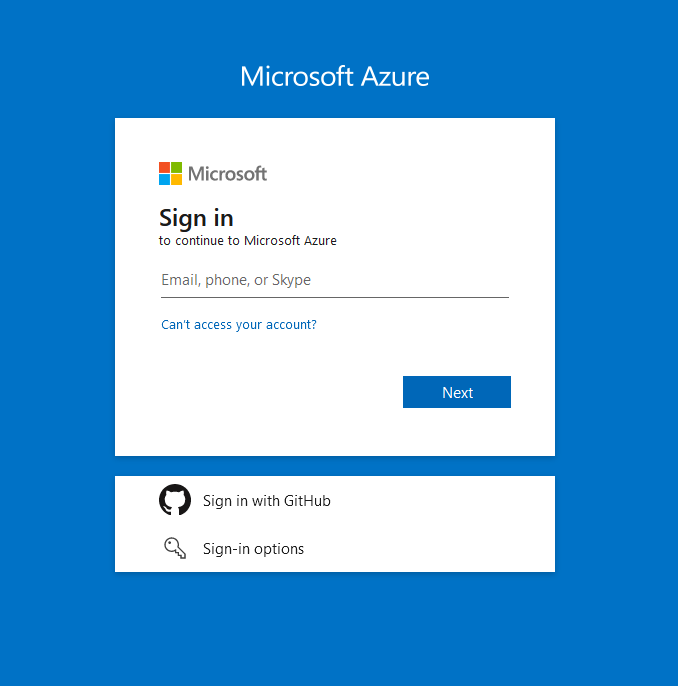 Microsoft Azure
Microsoft
Sign in
to continue to Microsoft Azure
Email, phone, or Skype
Can't access your account?
Next
Sign in with GitHub
Sign-in options